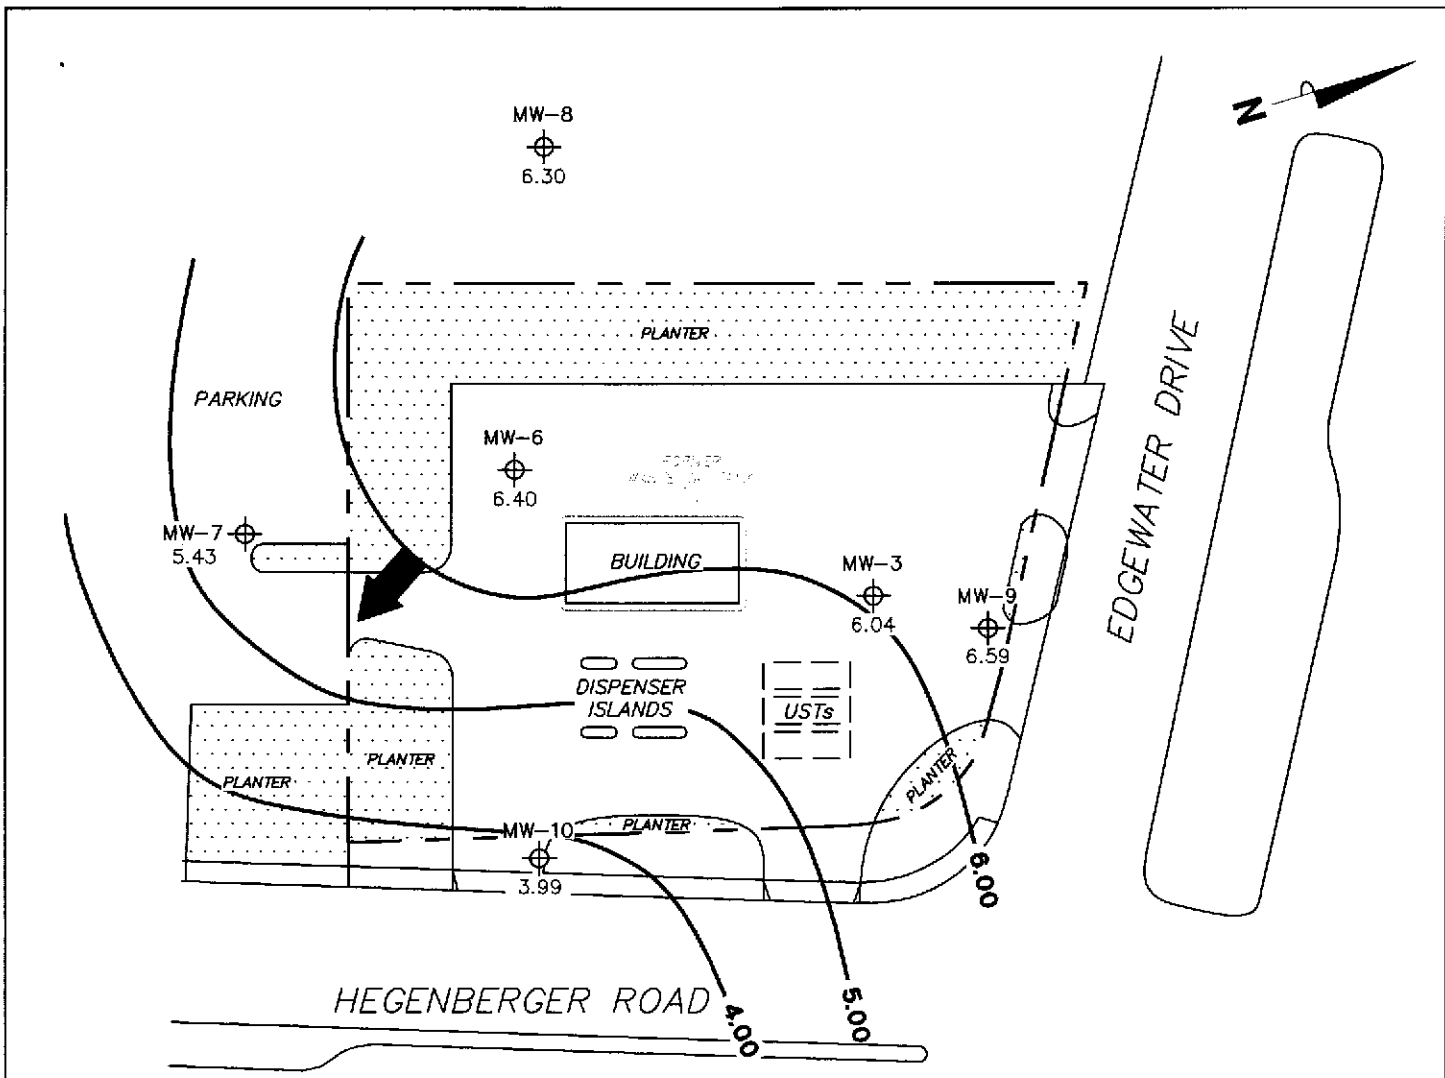 MW-8
6.30
N
PLANTER
PARKING
EDGEWATER DRIVE
MW-6
6.40
FORMER
MW-7
5.43
BUILDING
MW-3
6.04
MW-9
6.59
DISPENSER
ISLANDS
USTs
PLANTER
PLANTER
PLANTER
PLANTER
MW-10
3.99
6.00
5.00
4.00
HEGENBERGER ROAD